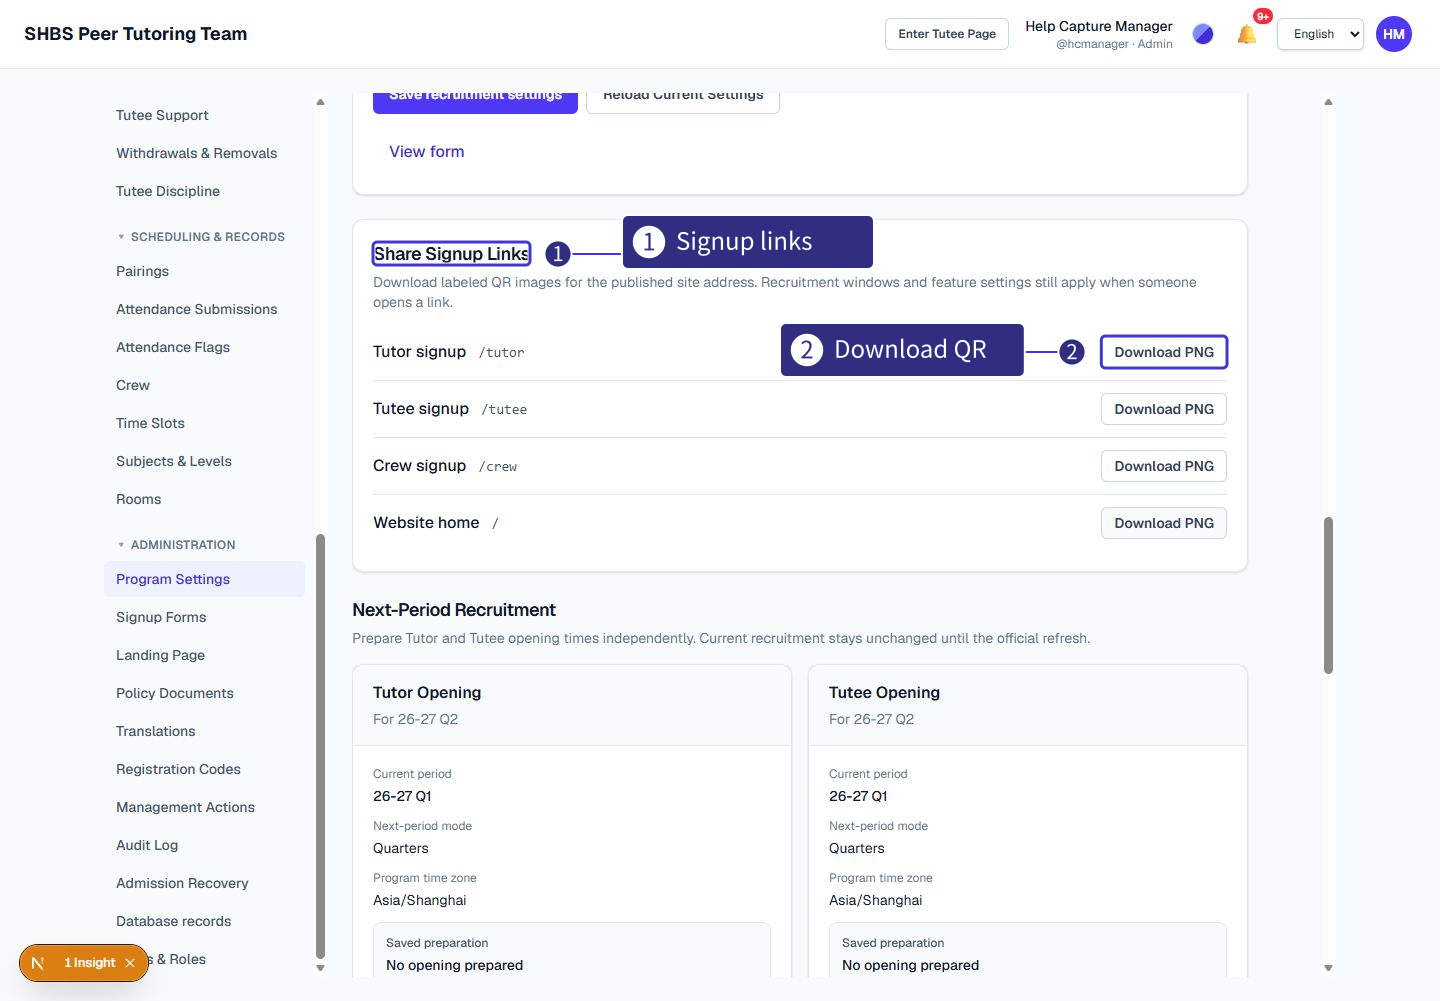 SHBS Peer Tutoring Team
Enter Tutee Page
Help Capture Manager
@hcmanager · Admin
9+
English
HM
Tutee Support
Withdrawals & Removals
Tutee Discipline
SCHEDULING & RECORDS
Pairings
Attendance Submissions
Attendance Flags
Crew
Time Slots
Subjects & Levels
Rooms
ADMINISTRATION
Program Settings
Signup Forms
Landing Page
Policy Documents
Translations
Registration Codes
Management Actions
Audit Log
Admission Recovery
Database records
s & Roles
N 1 Insight ×
Save recruitment settings
Reload Current Settings
View form
Share Signup Links
1
1 Signup links
Download labeled QR images for the published site address. Recruitment windows and feature settings still apply when someone
opens a link.
Tutor signup /tutor
2 Download QR
2
Download PNG
Tutee signup /tutee
Download PNG
Crew signup /crew
Download PNG
Website home /
Download PNG
Next-Period Recruitment
Prepare Tutor and Tutee opening times independently. Current recruitment stays unchanged until the official refresh.
Tutor Opening
For 26-27 Q2
Current period
26-27 Q1
Next-period mode
Quarters
Program time zone
Asia/Shanghai
Saved preparation
No opening prepared
Tutee Opening
For 26-27 Q2
Current period
26-27 Q1
Next-period mode
Quarters
Program time zone
Asia/Shanghai
Saved preparation
No opening prepared